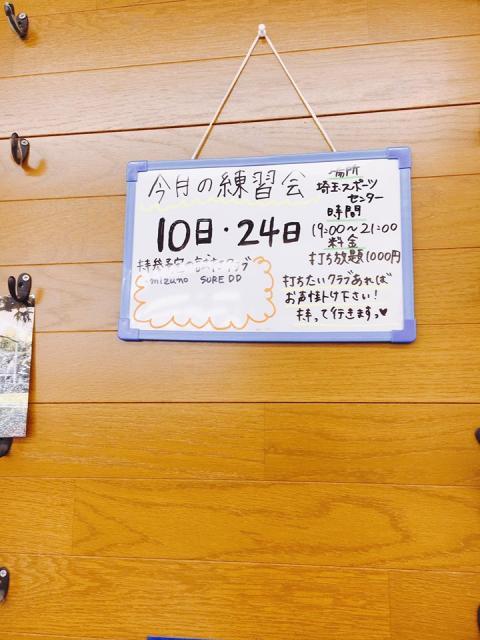 今月の練習会
10日・24日
持参予定の試打クラブ
mizuno SURE DD
場所
埼玉スポーツ
センター
時間
19:00～21:00
料金
打ち放題1000円
打ちたいクラブあれば
お声掛け下さい!
持って行きますっ♥